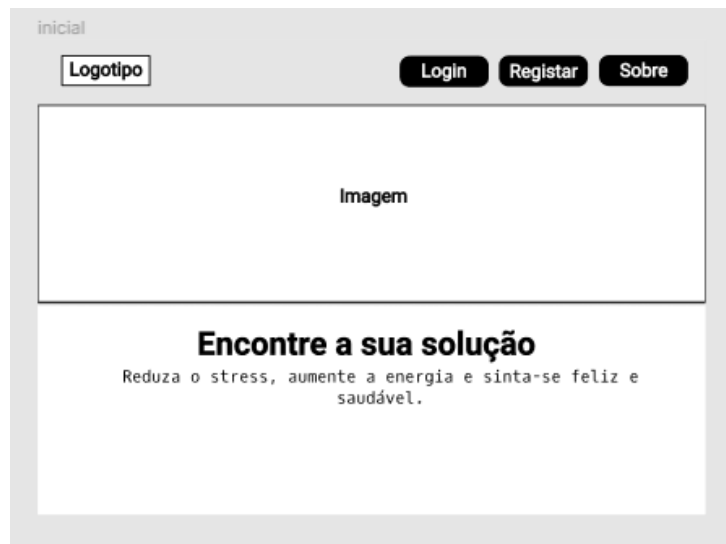 inicial
Logotipo
Login
Registar
Sobre
Imagem
Encontre a sua solução
Reduza o stress, aumente a energia e sinta-se feliz e
saudável.